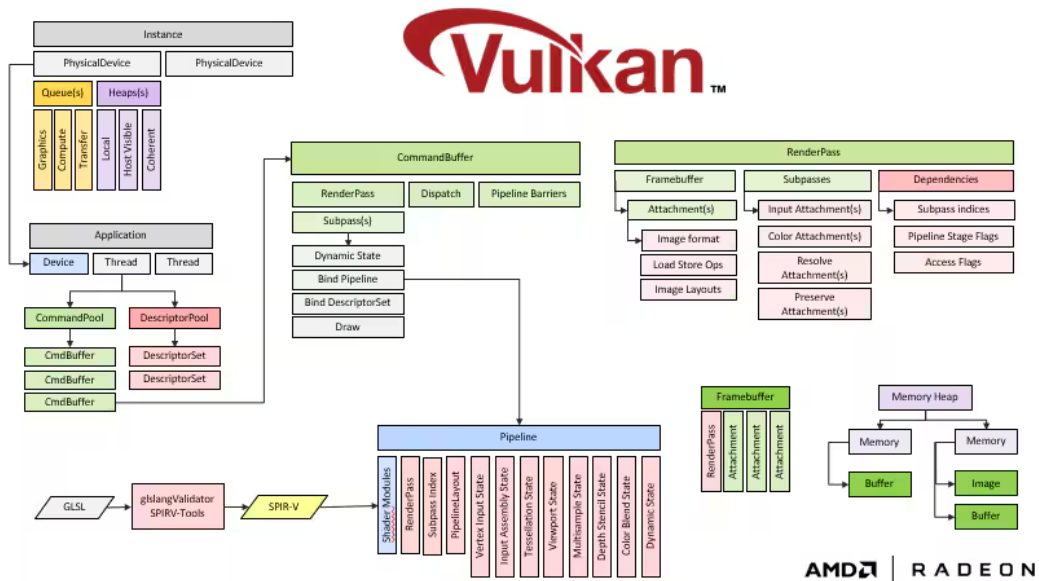 Instance
PhysicalDevice
PhysicalDevice
Queue(s)
Heaps(s)
Graphics
Compute
Transfer
Local
Host Visible
Coherent
Vulkan™
Application
Device
Thread
Thread
CommandPool
DescriptorPool
CmdBuffer
DescriptorSet
CmdBuffer
DescriptorSet
CmdBuffer
CommandBuffer
RenderPass
Dispatch
Pipeline Barriers
Subpass(s)
Dynamic State
Bind Pipeline
Bind DescriptorSet
Draw
RenderPass
Framebuffer
Subpasses
Dependencies
Attachment(s)
Input Attachment(s)
Subpass indices
Image format
Color Attachment(s)
Pipeline Stage Flags
Load Store Ops
Resolve
Attachment(s)
Access Flags
Image Layouts
Preserve
Attachment(s)
GLSL
glslangValidator
SPIRV-Tools
SPIR-V
Pipeline
Shader Modules
RenderPass
Subpass Index
PipelineLayout
Vertex Input State
Input Assembly State
Tessellation State
Viewport State
Multisample State
Depth Stencil State
Color Blend State
Dynamic State
Framebuffer
RenderPass
Attachment
Attachment
Attachment
Memory Heap
Memory
Memory
Buffer
Image
Buffer
AMD
RADEON